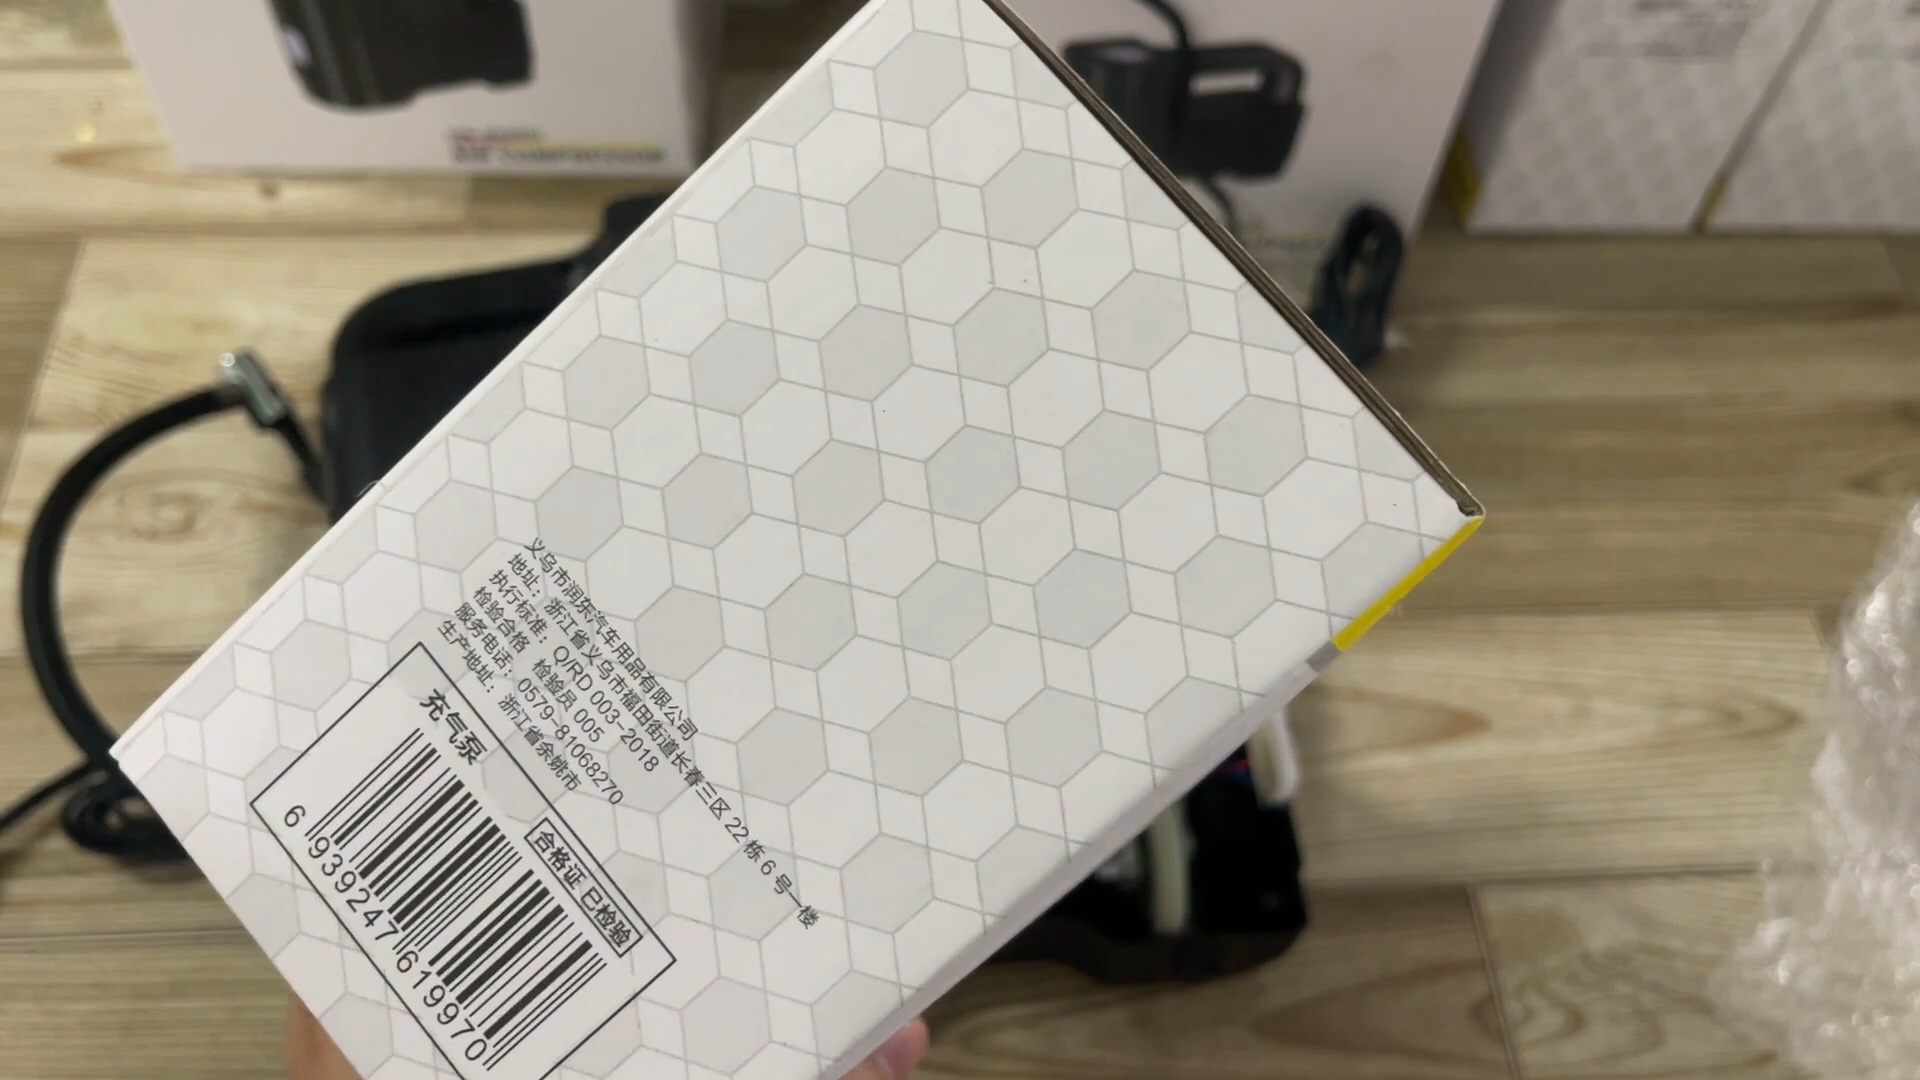 义乌市润东汽车用品有限公司
地址：浙江省义乌市福田街道长春三区22栋6号一楼
执行标准：Q/RD 003-2018
检验合格 检验员 005
服务电话：0579-81068270
生产地址：浙江省余姚市
充气泵
合格证 已检验
6 939247 619970
AIR COMPRESSOR